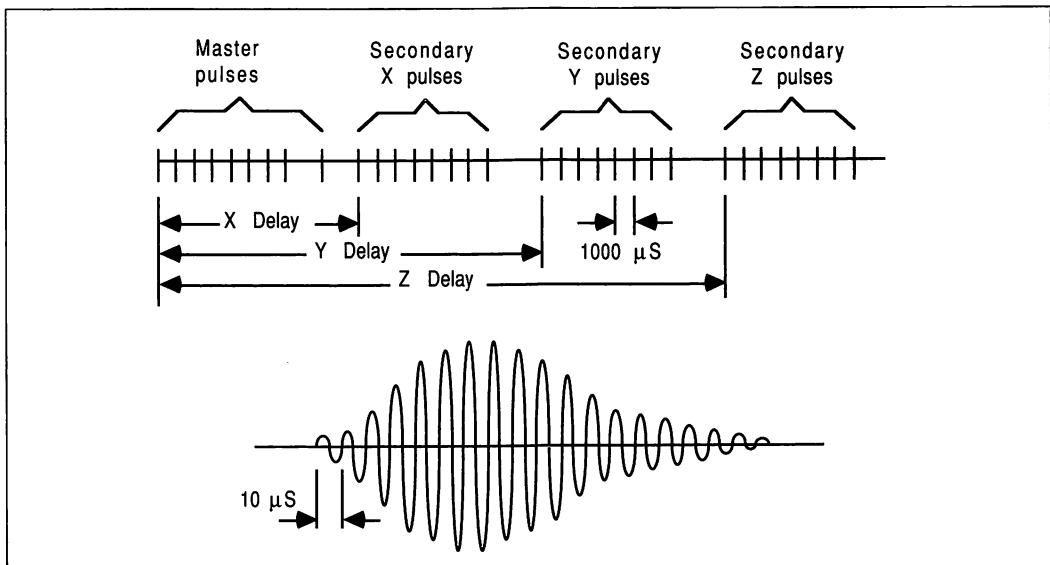 Master
pulses
Secondary
X pulses
Secondary
Y pulses
Secondary
Z pulses
X Delay
Y Delay
1000 μS
Z Delay
10 μS